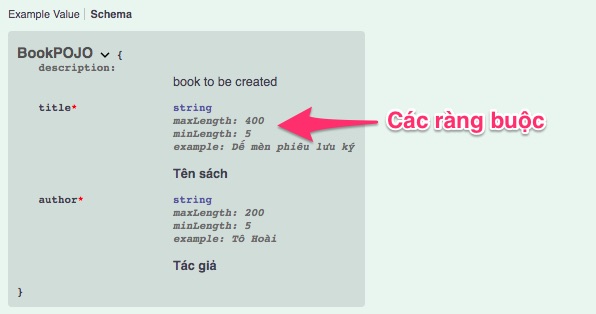 Example Value | Schema
BookPOJO {
description:
book to be created
title* string
maxLength: 400
minLength: 5
example: Dế mèn phiêu lưu ký
Tên sách
author* string
maxLength: 200
minLength: 5
example: Tô Hoài
Tác giả
}
Các ràng buộc